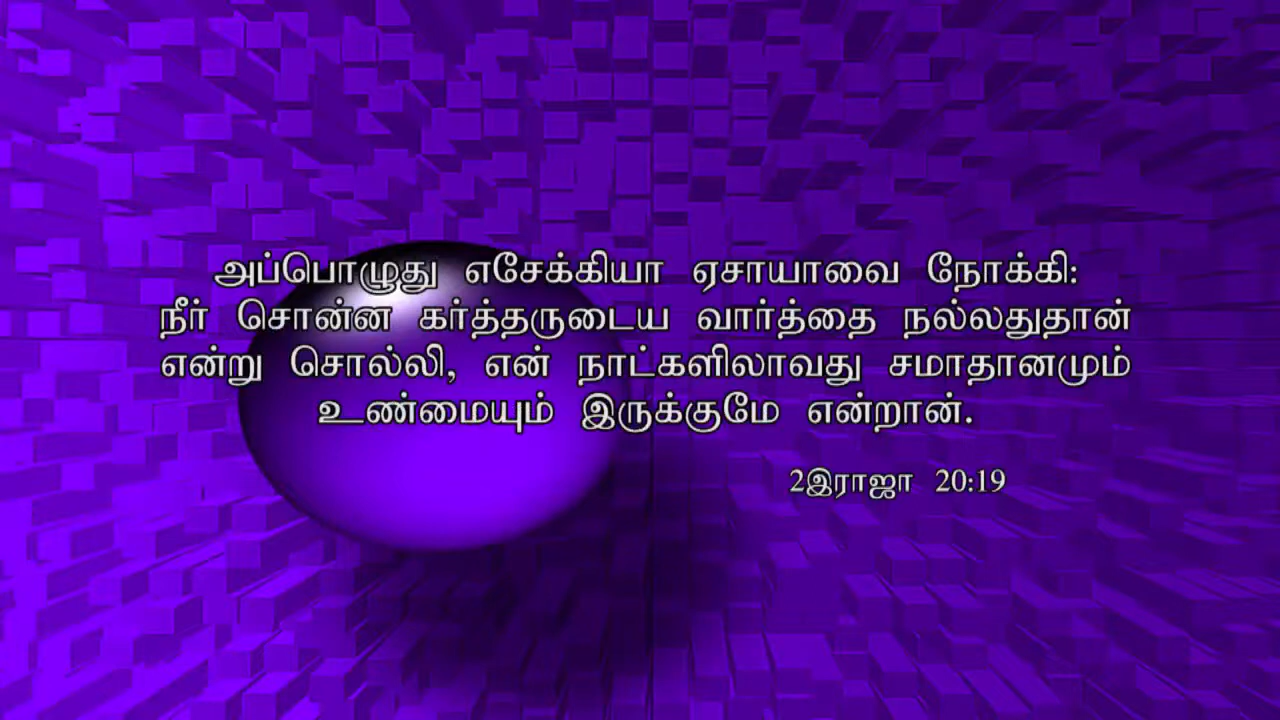 அப்பொழுது எசேக்கியா ஏசாயாவை நோக்கி:
நீர் சொன்ன கர்த்தருடைய வார்த்தை நல்லதுதான்
என்று சொல்லி, என் நாட்களிலாவது சமாதானமும்
உண்மையும் இருக்குமே என்றான்.
2இராஜா 20:19